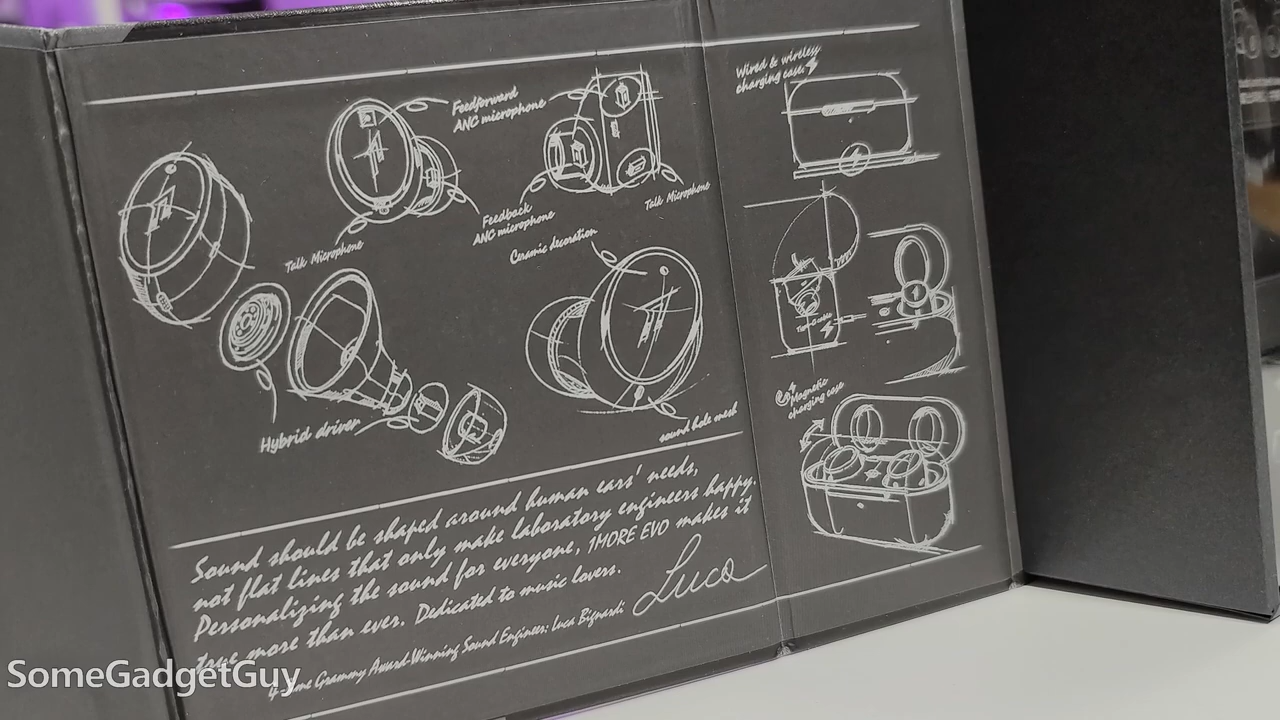 Feedforward
ANC microphone
Talk Microphone
Feedback
ANC microphone
Talk Microphone
Ceramic decoration
Hybrid driver
sound hole mesh
Wired & wireless
charging case
Magnetic
charging case
Sound should be shaped around human ears' needs,
not flat lines that only make laboratory engineers happy.
Personalizing the sound for everyone, 1MORE EVO makes it
true more than ever. Dedicated to music lovers.
Luca
4-time Grammy Award-Winning Sound Engineer: Luca Bignardi
SomeGadgetGuy